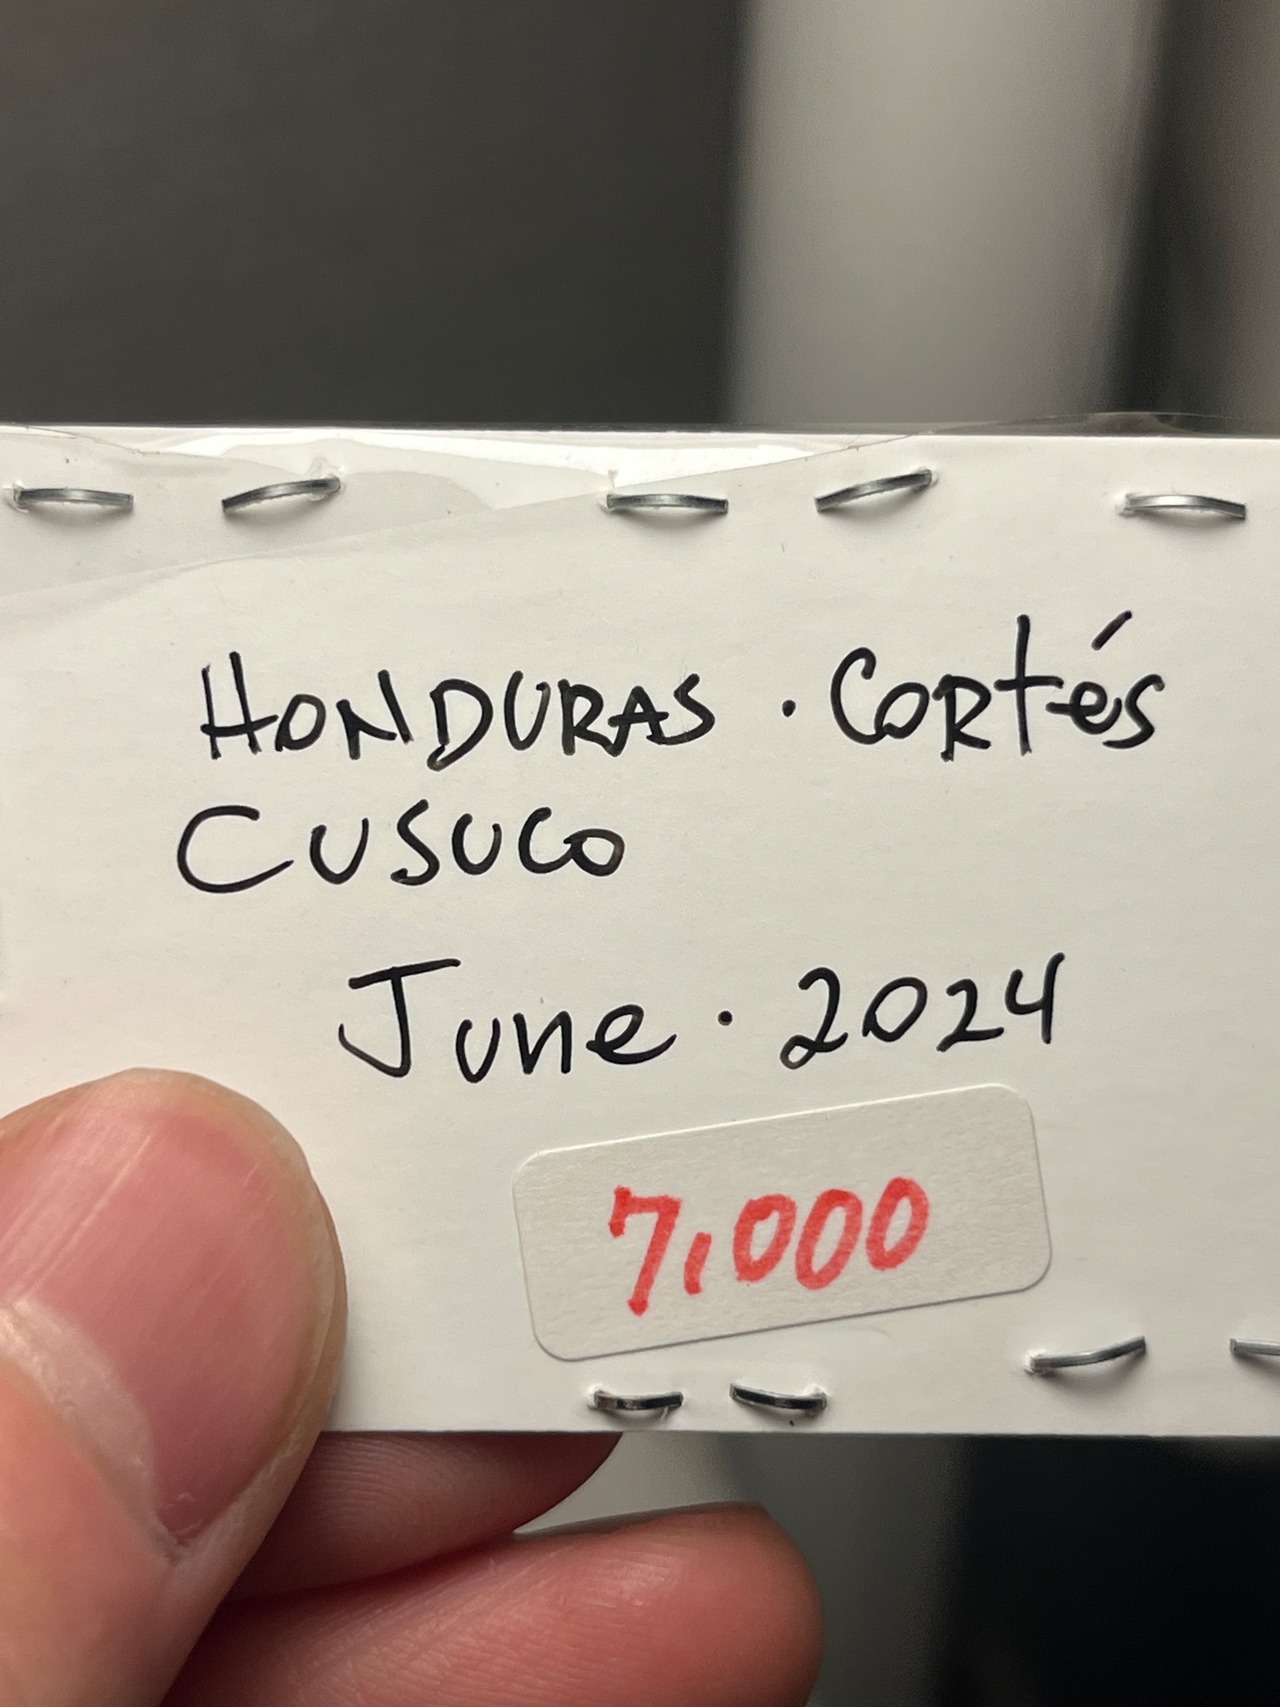 HONDURAS · Cortés
CUSUCO
June · 2024
7,000